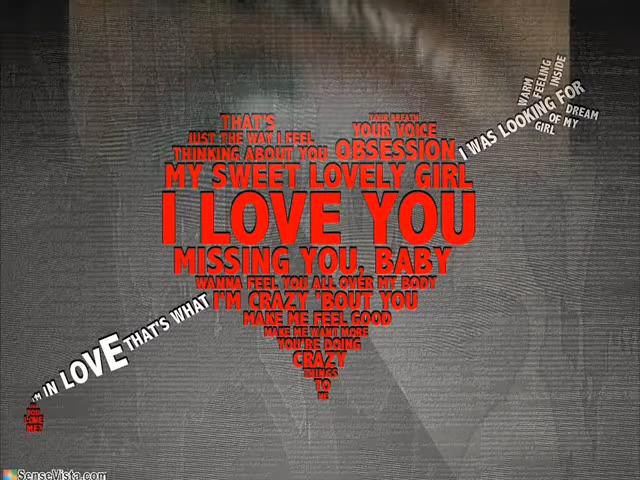 THAT'S
JUST THE WAY I FEEL
THINKING ABOUT YOU
YOUR BREATH
YOUR VOICE
OBSESSION
MY SWEET LOVELY GIRL
I LOVE YOU
MISSING YOU, BABY
WANNA FEEL YOU ALL OVER MY BODY
I'M CRAZY 'BOUT YOU
MAKE ME FEEL GOOD
MAKE ME WANT MORE
YOU'RE DOING
CRAZY
THINGS
TO
ME
I WAS LOOKING FOR
WARM
FEELING
INSIDE
DREAM
OF MY
GIRL
I'M IN LOVE THAT'S WHAT
YOU
LOVE
ME?
SenseVista.com